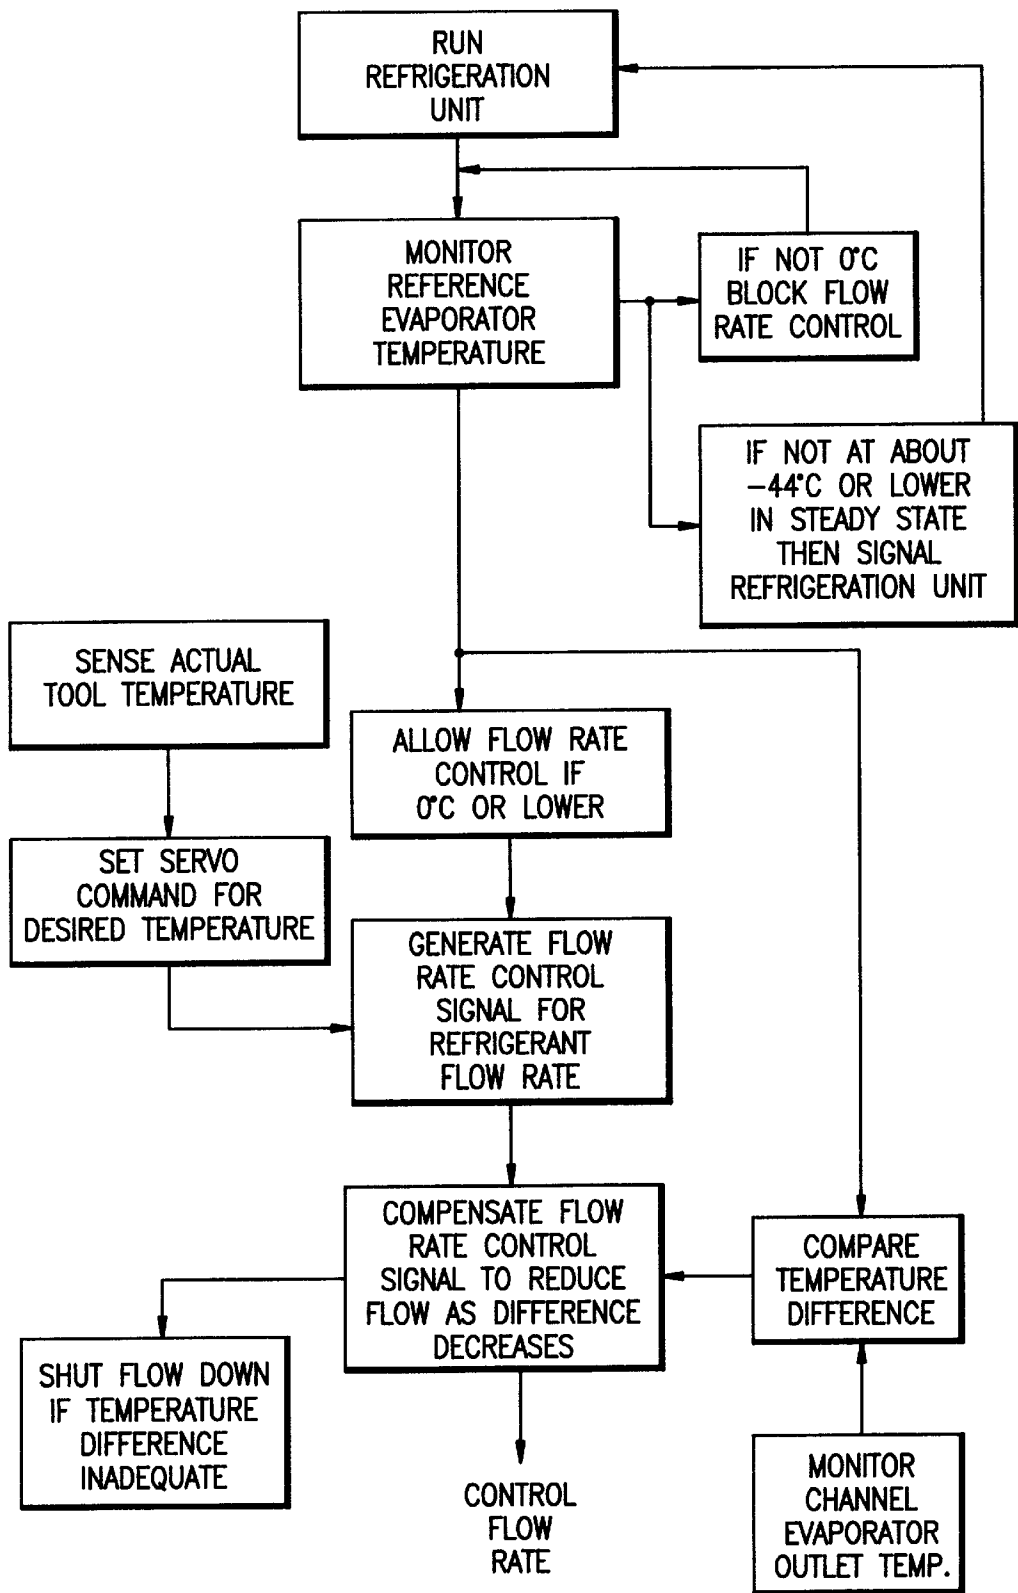 RUN
REFRIGERATION
UNIT
MONITOR
REFERENCE
EVAPORATOR
TEMPERATURE
IF NOT 0°C
BLOCK FLOW
RATE CONTROL
IF NOT AT ABOUT
-44°C OR LOWER
IN STEADY STATE
THEN SIGNAL
REFRIGERATION UNIT
SENSE ACTUAL
TOOL TEMPERATURE
ALLOW FLOW RATE
CONTROL IF
0°C OR LOWER
SET SERVO
COMMAND FOR
DESIRED TEMPERATURE
GENERATE FLOW
RATE CONTROL
SIGNAL FOR
REFRIGERANT
FLOW RATE
COMPENSATE FLOW
RATE CONTROL
SIGNAL TO REDUCE
FLOW AS DIFFERENCE
DECREASES
COMPARE
TEMPERATURE
DIFFERENCE
SHUT FLOW DOWN
IF TEMPERATURE
DIFFERENCE
INADEQUATE
CONTROL
FLOW
RATE
MONITOR
CHANNEL
EVAPORATOR
OUTLET TEMP.